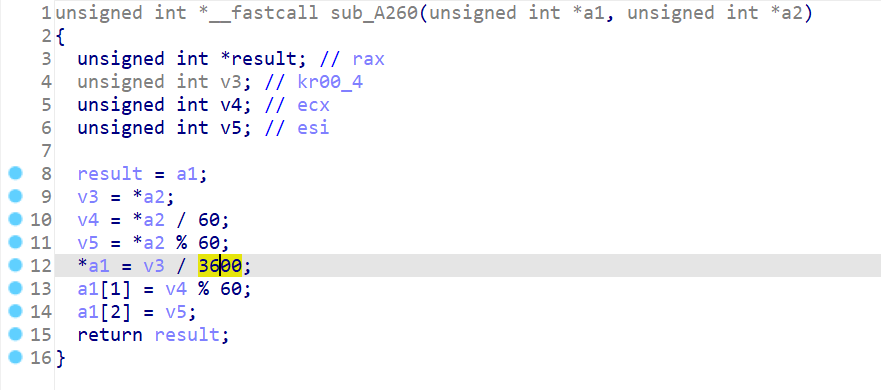 1 unsigned int *__fastcall sub_A260(unsigned int *a1, unsigned int *a2)
2 {
3   unsigned int *result; // rax
4   unsigned int v3; // kr00_4
5   unsigned int v4; // ecx
6   unsigned int v5; // esi
7
8   result = a1;
9   v3 = *a2;
10   v4 = *a2 / 60;
11   v5 = *a2 % 60;
12   *a1 = v3 / 3600;
13   a1[1] = v4 % 60;
14   a1[2] = v5;
15   return result;
16 }